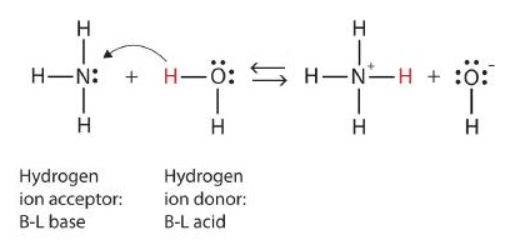 H H
H—N: + H—Ö: ⇌ H—N⁺—H + :Ö:⁻
H H H H
Hydrogen
ion acceptor:
B-L base
Hydrogen
ion donor:
B-L acid